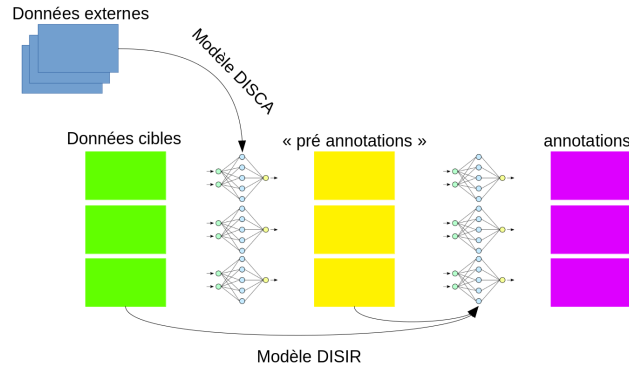 Données externes
Modèle DISCA
Données cibles
« pré annotations »
annotations
Modèle DISIR